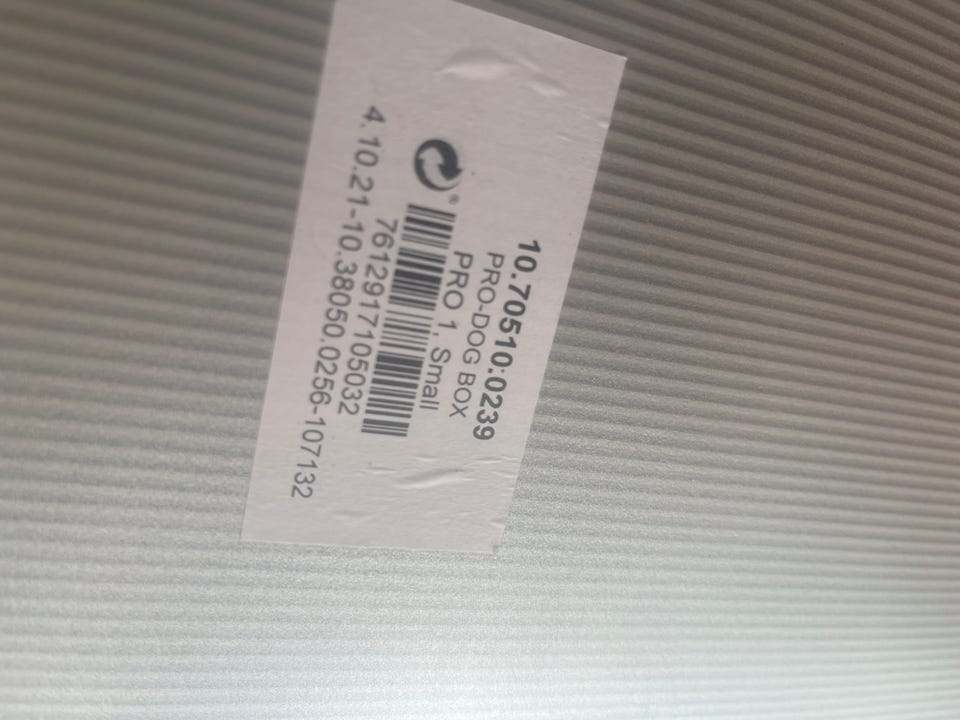 10.70510.0239
PRO-DOG BOX
PRO 1, Small
®
7612917105032
4.10.21-10.38050.0256-107132